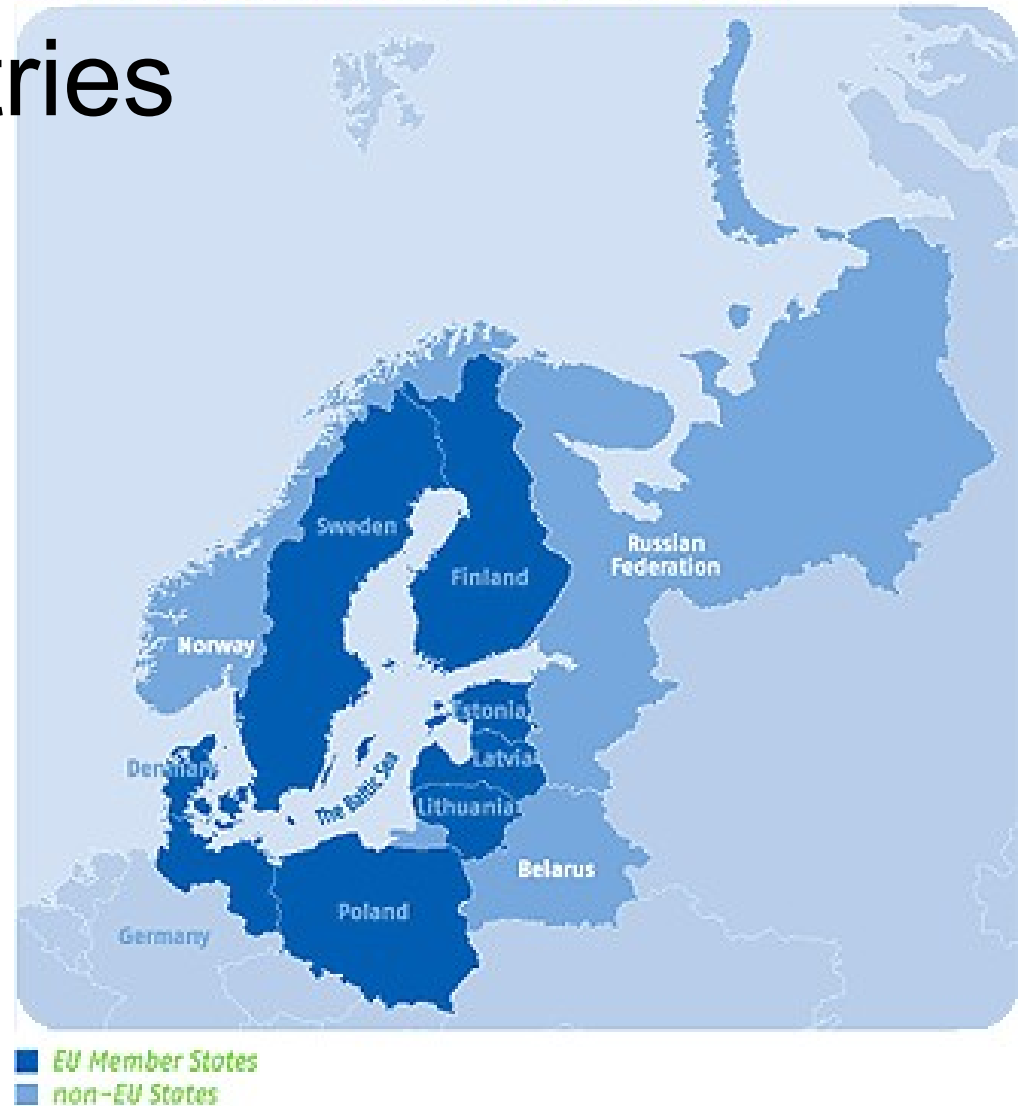 tries
Sweden
Finland
Russian
Federation
Norway
Estonia
Denmark
Latvia
The Baltic Sea
Lithuania
Belarus
Poland
Germany
EU Member States
non-EU States